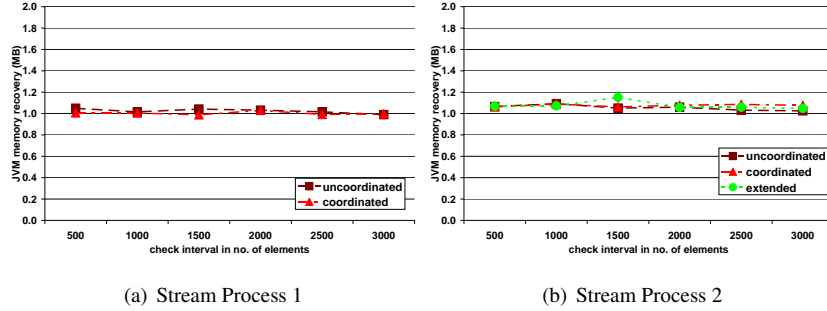 JVM memory recovery (MB)
2.0
1.8
1.6
1.4
1.2
1.0
0.8
0.6
0.4
0.2
0.0
500 1000 1500 2000 2500 3000
check interval in no. of elements
uncoordinated
coordinated
(a) Stream Process 1
JVM memory recovery (MB)
2.0
1.8
1.6
1.4
1.2
1.0
0.8
0.6
0.4
0.2
0.0
500 1000 1500 2000 2500 3000
check interval in no. of elements
uncoordinated
coordinated
extended
(b) Stream Process 2